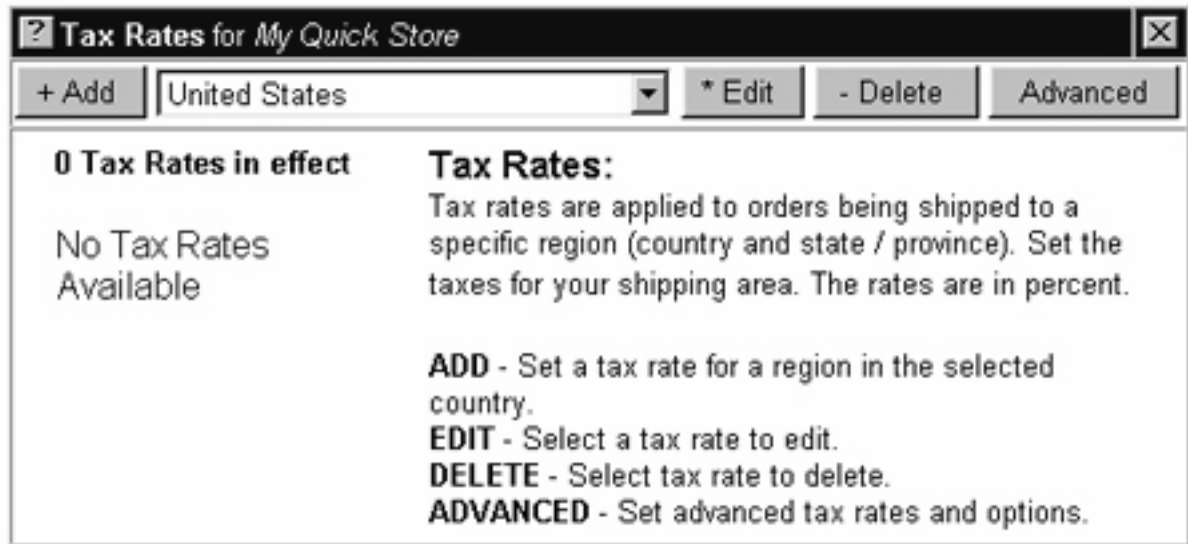 ? Tax Rates for My Quick Store
+ Add United States * Edit - Delete Advanced
0 Tax Rates in effect
No Tax Rates
Available
Tax Rates:
Tax rates are applied to orders being shipped to a
specific region (country and state / province). Set the
taxes for your shipping area. The rates are in percent.
ADD - Set a tax rate for a region in the selected
country.
EDIT - Select a tax rate to edit.
DELETE - Select tax rate to delete.
ADVANCED - Set advanced tax rates and options.